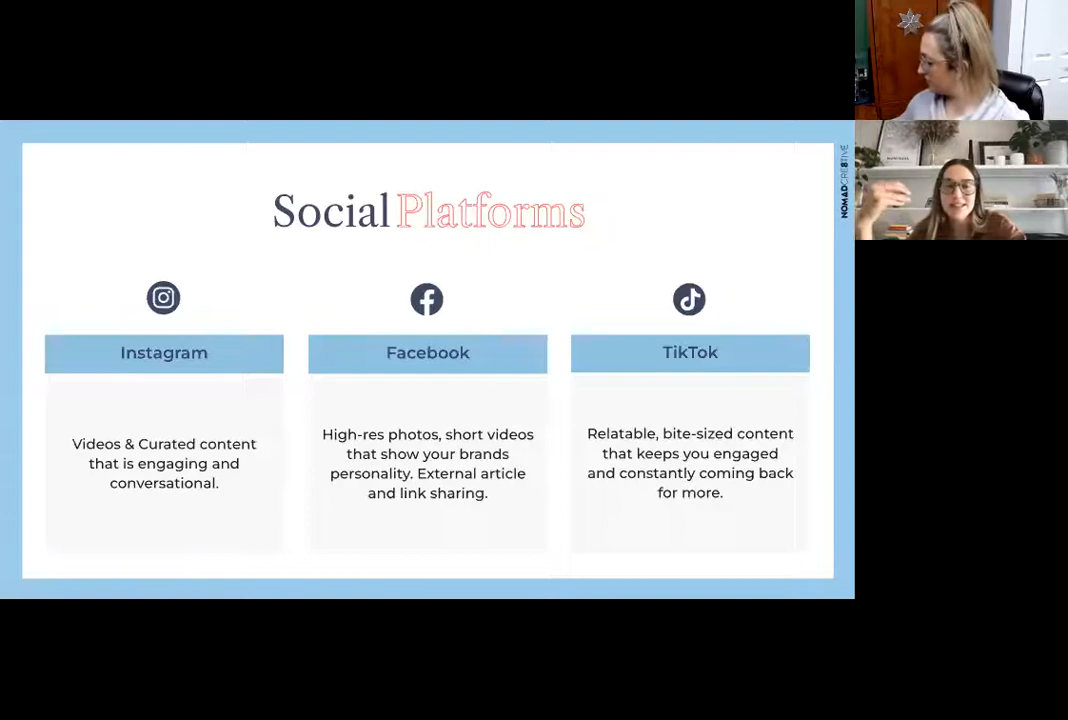 Social Platforms
Instagram
Videos & Curated content
that is engaging and
conversational.
Facebook
High-res photos, short videos
that show your brands
personality. External article
and link sharing.
TikTok
Relatable, bite-sized content
that keeps you engaged
and constantly coming back
for more.
NOMADCRE8TIVE